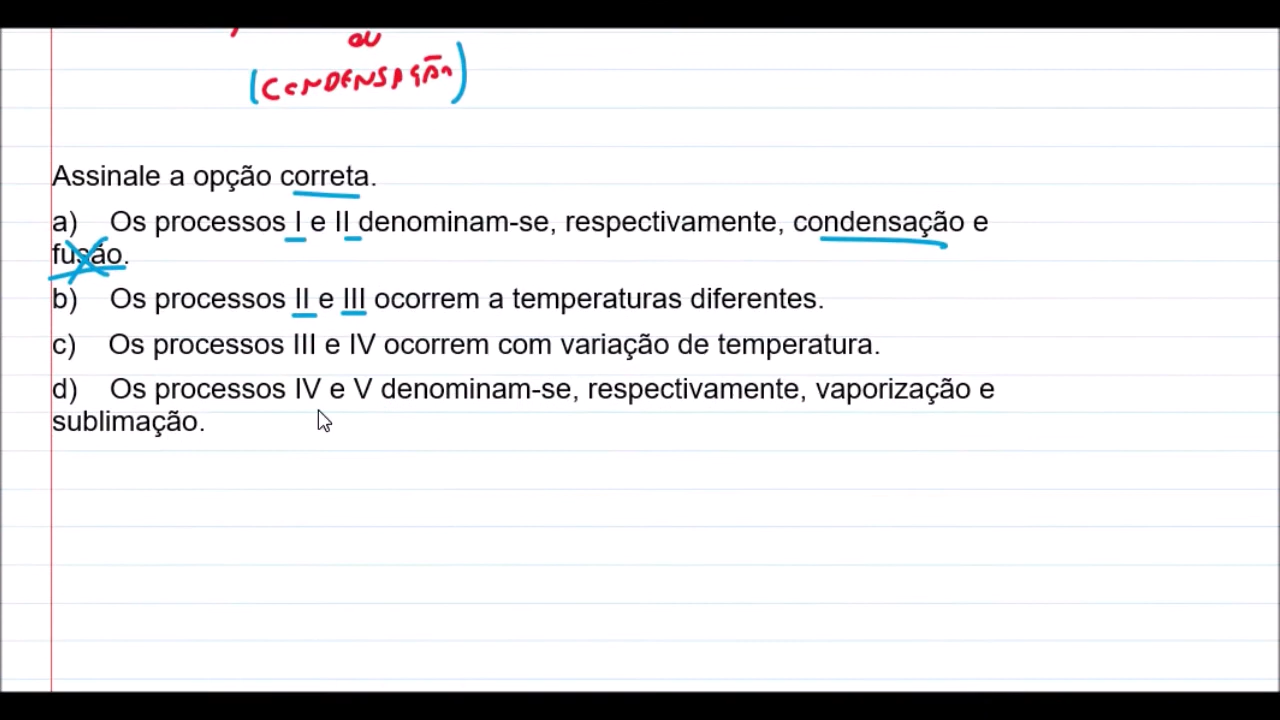 ou
(CONDENSAÇÃO)
Assinale a opção correta.
a) Os processos I e II denominam-se, respectivamente, condensação e
fusão.
b) Os processos II e III ocorrem a temperaturas diferentes.
c) Os processos III e IV ocorrem com variação de temperatura.
d) Os processos IV e V denominam-se, respectivamente, vaporização e
sublimação.